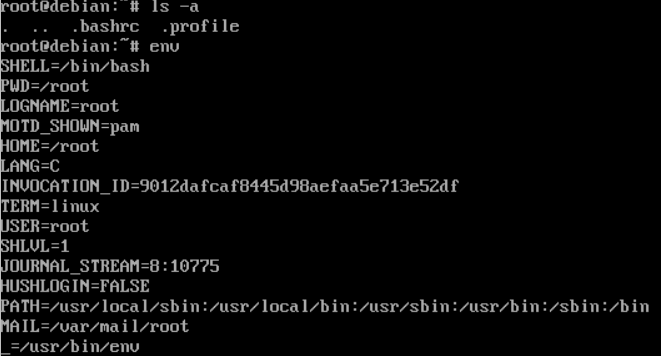 root@debian:~# ls -a
.  ..  .bashrc  .profile
root@debian:~# env
SHELL=/bin/bash
PWD=/root
LOGNAME=root
MOTD_SHOWN=pam
HOME=/root
LANG=C
INVOCATION_ID=9012dafcaf8445d98aefaa5e713e52df
TERM=linux
USER=root
SHLVL=1
JOURNAL_STREAM=8:10775
HUSHLOGIN=FALSE
PATH=/usr/local/sbin:/usr/local/bin:/usr/sbin:/usr/bin:/sbin:/bin
MAIL=/var/mail/root
_=/usr/bin/env